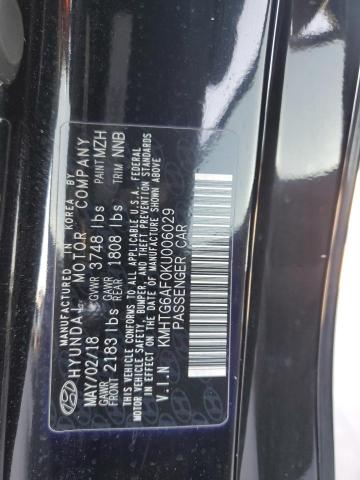 MANUFACTURED IN KOREA BY
HYUNDAI MOTOR COMPANY
MAY/02/18 GVWR 3748 lbs PAINT MZH
GAWR FRONT 2183 lbs GAWR REAR 1808 lbs TRIM NNB
THIS VEHICLE CONFORMS TO ALL APPLICABLE U.S.A. FEDERAL
MOTOR VEHICLE SAFETY, BUMPER, AND THEFT PREVENTION STANDARDS
IN EFFECT ON THE DATE OF MANUFACTURE SHOWN ABOVE.
KMHTG6AF0KU006629
V.I.N PASSENGER CAR